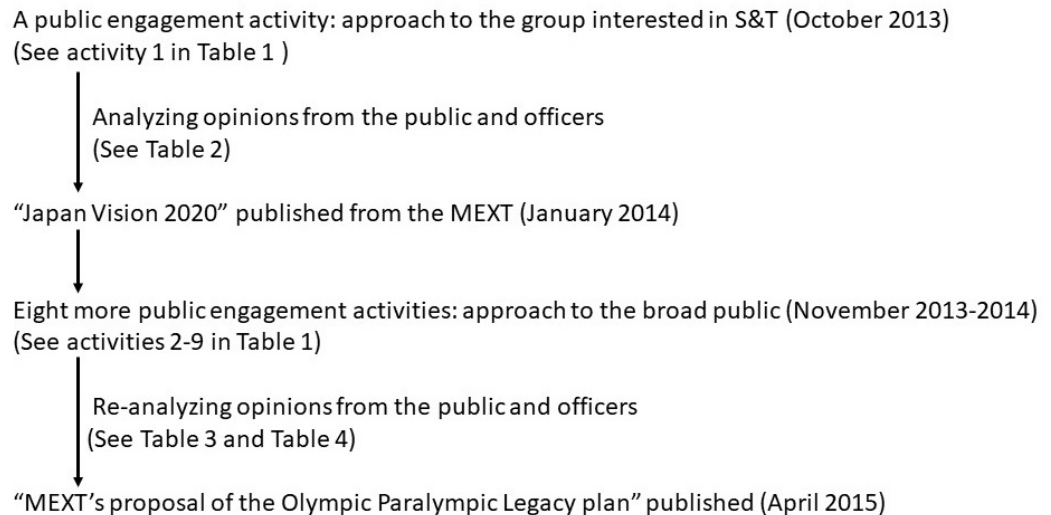 A public engagement activity: approach to the group interested in S&T (October 2013)
(See activity 1 in Table 1 )
Analyzing opinions from the public and officers
(See Table 2)
“Japan Vision 2020” published from the MEXT (January 2014)
Eight more public engagement activities: approach to the broad public (November 2013-2014)
(See activities 2-9 in Table 1)
Re-analyzing opinions from the public and officers
(See Table 3 and Table 4)
“MEXT’s proposal of the Olympic Paralympic Legacy plan” published (April 2015)